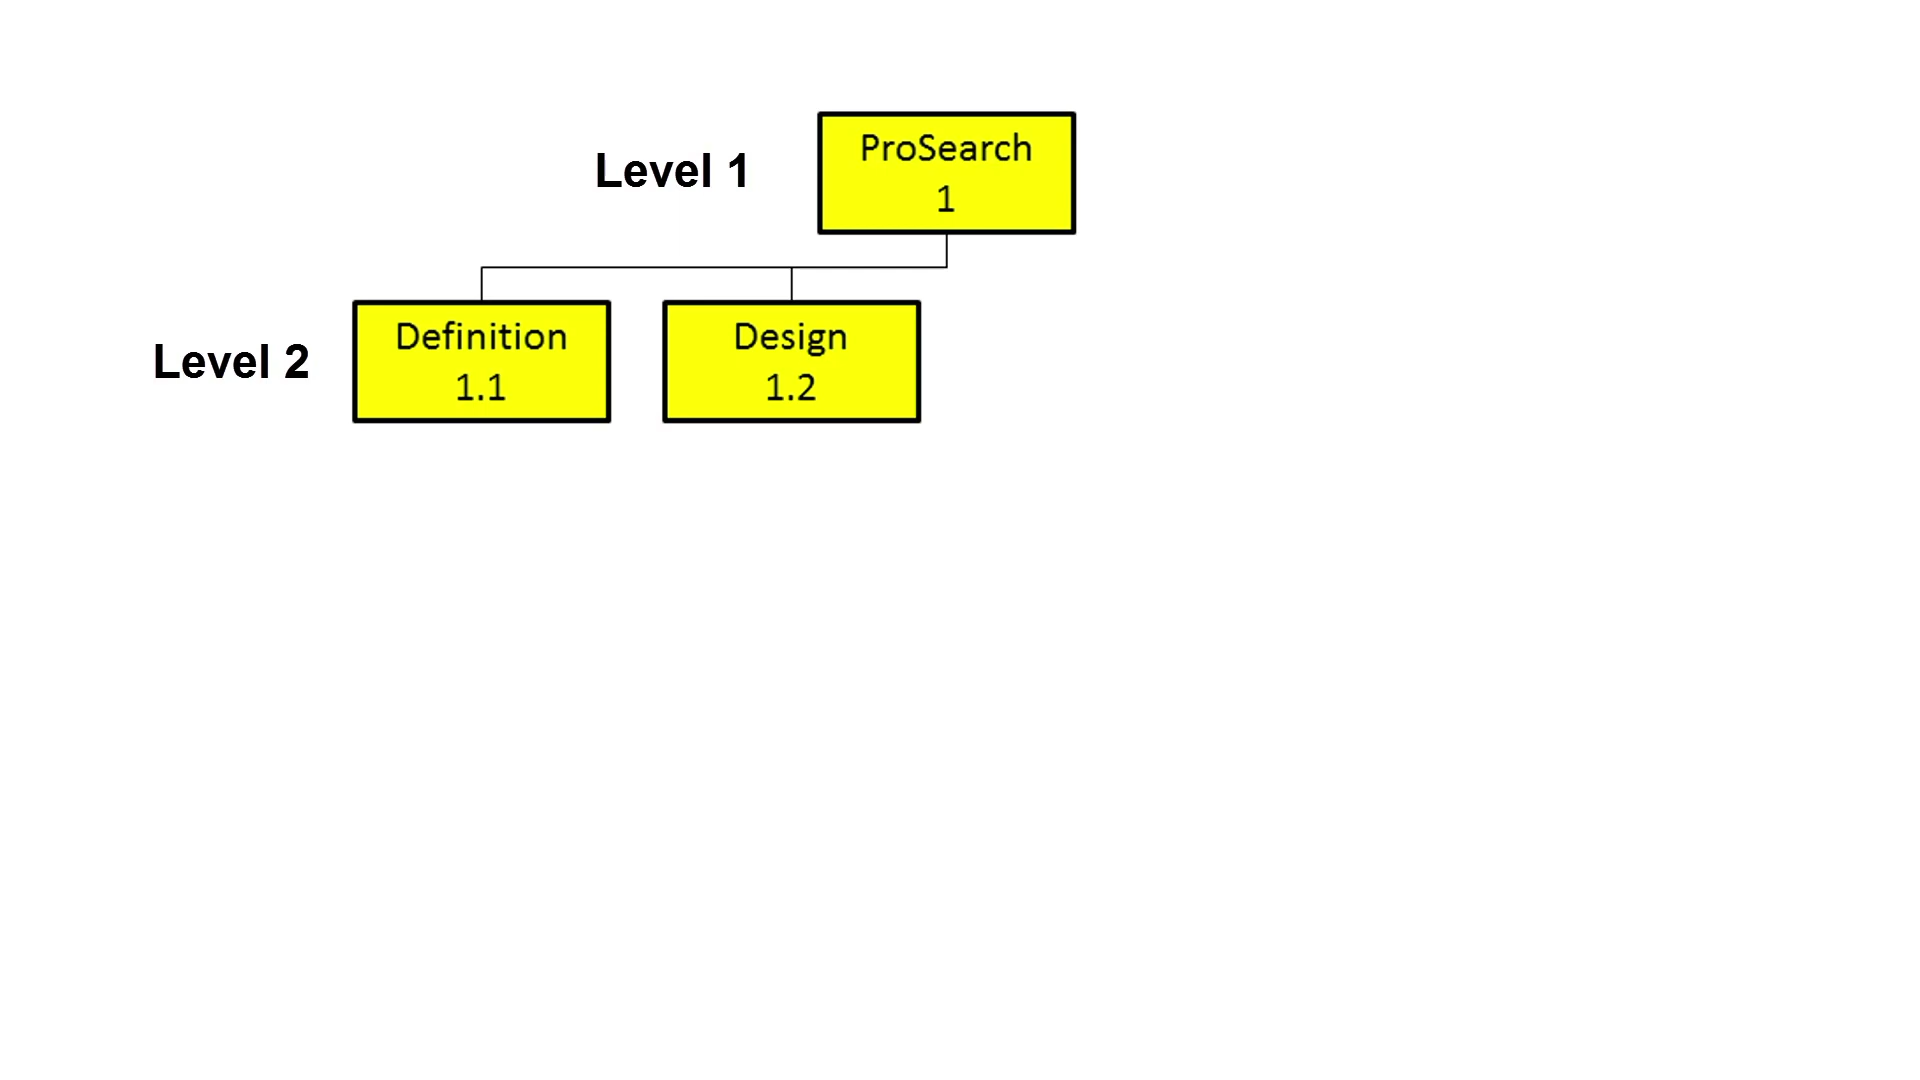 Level 1
ProSearch
1
Level 2
Definition
1.1
Design
1.2